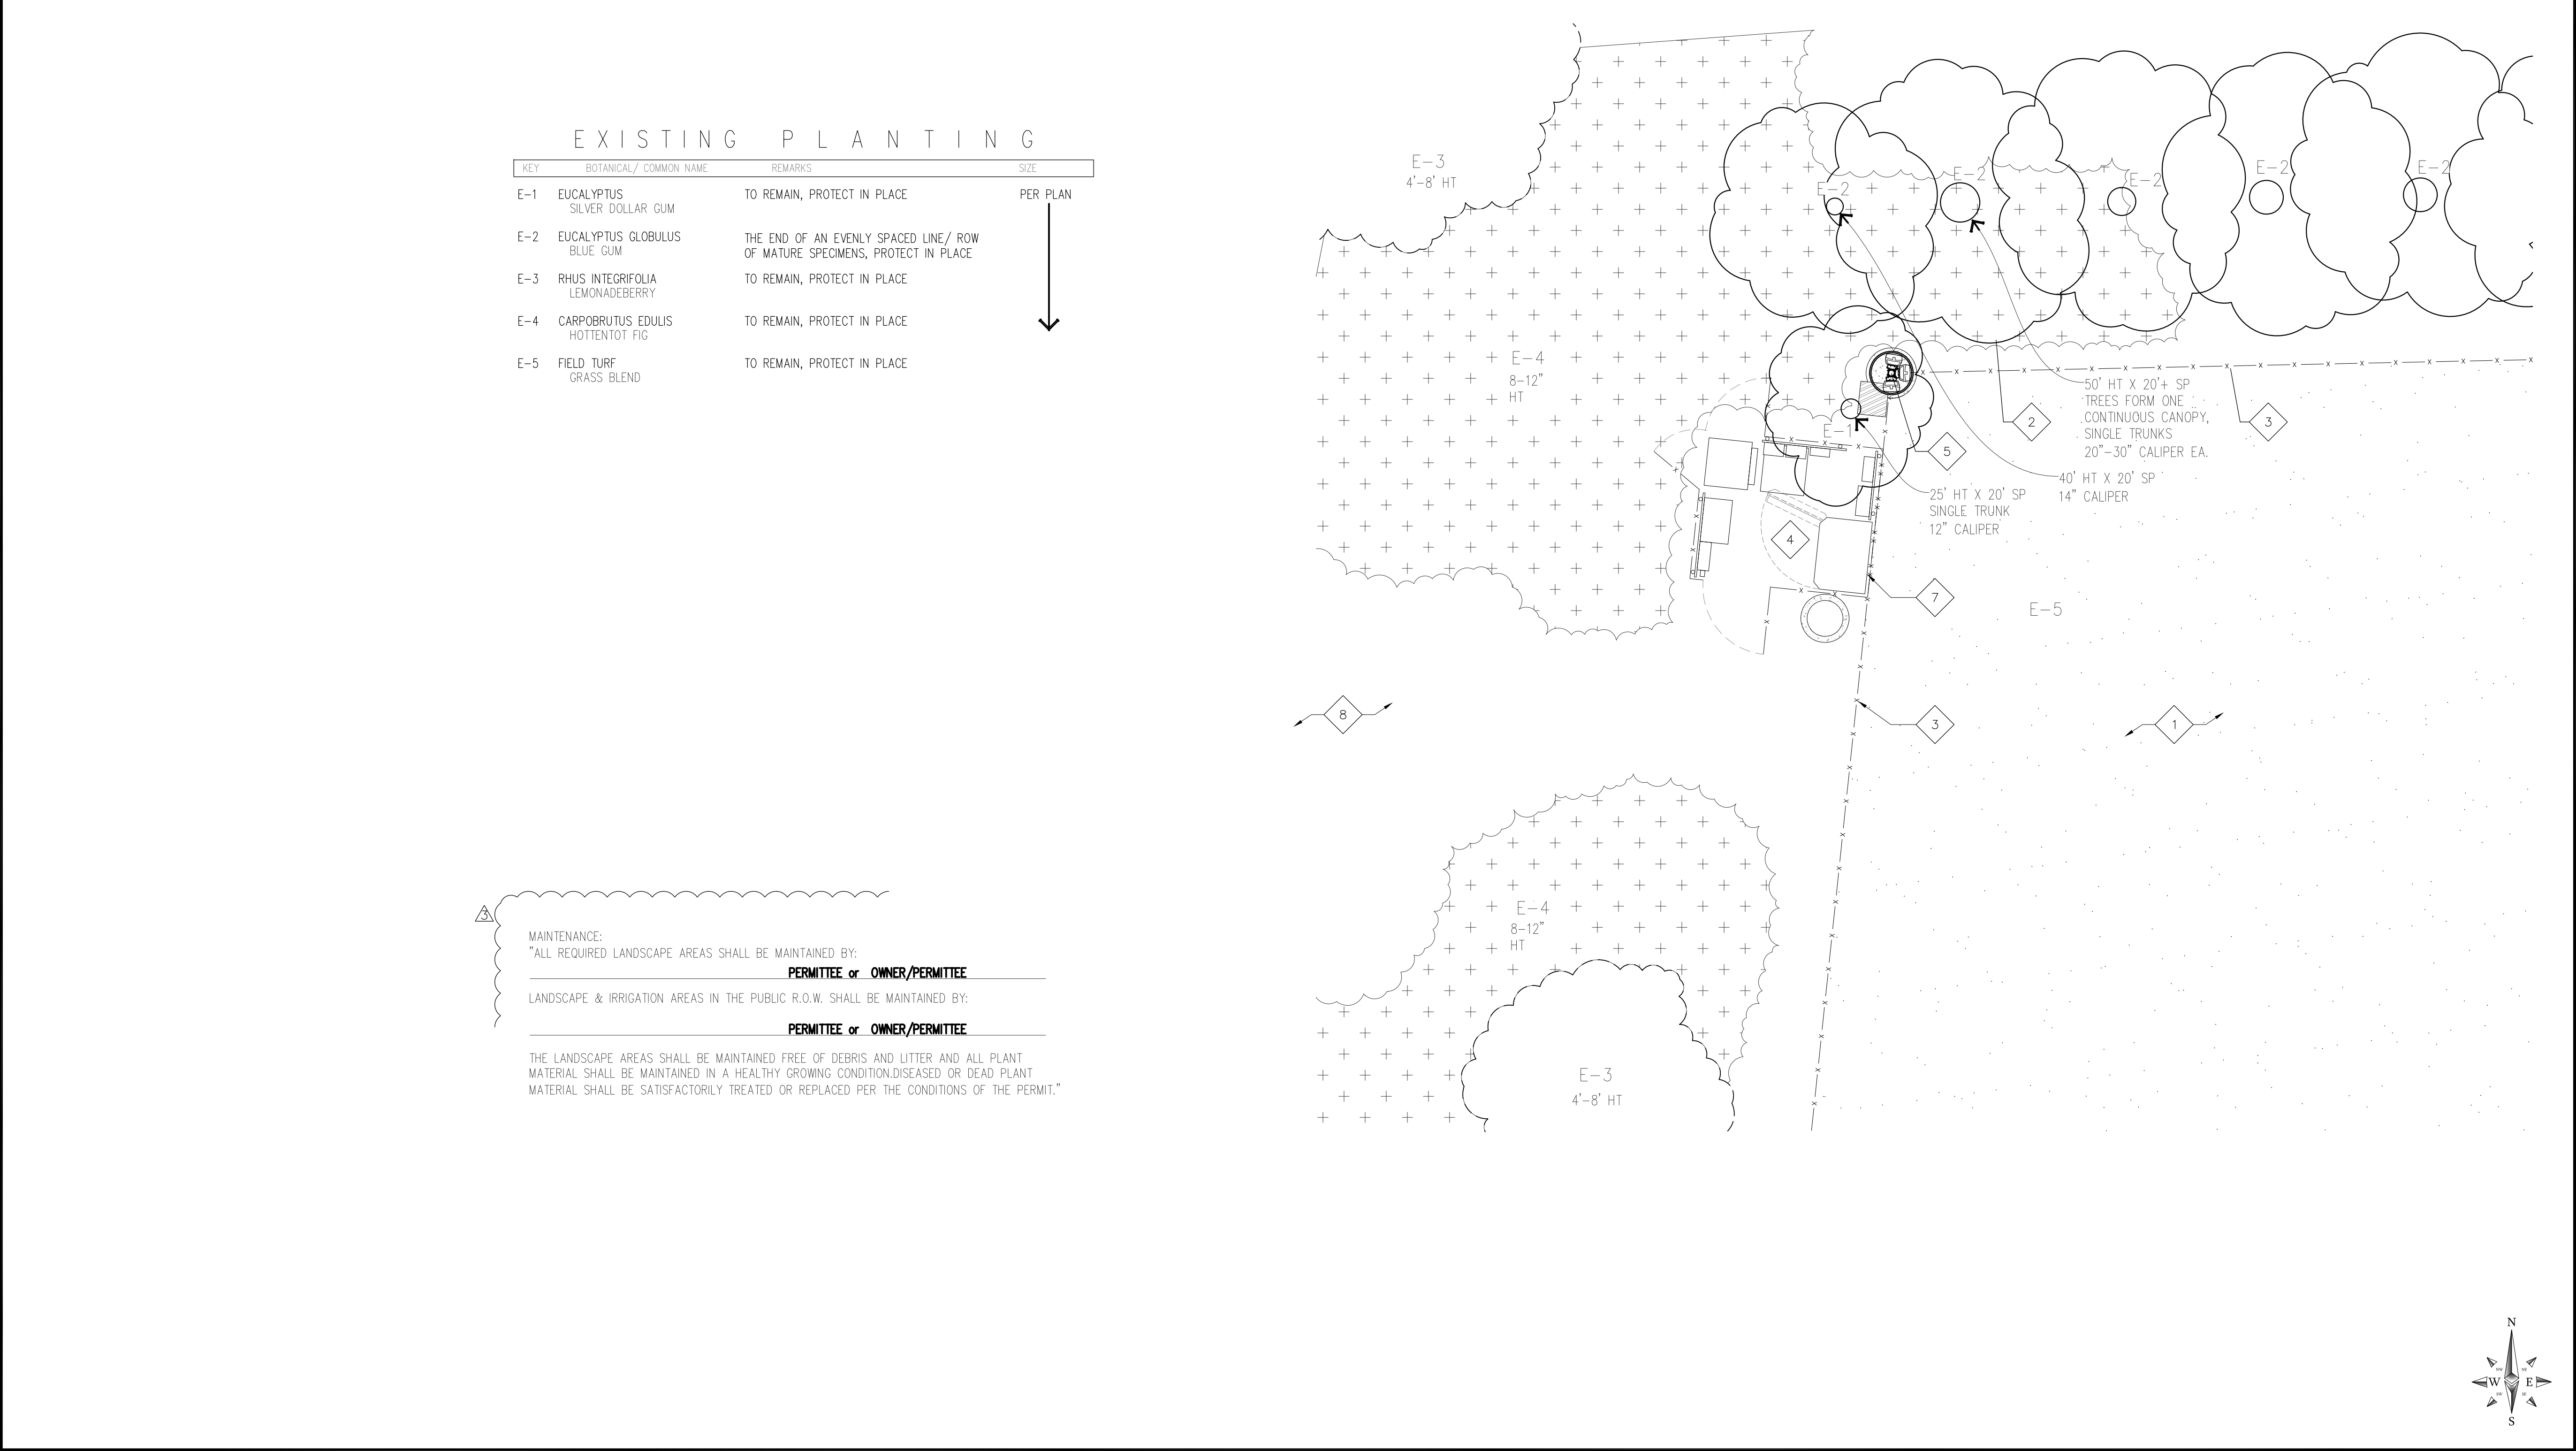 EXISTING PLANTING
KEY BOTANICAL/ COMMON NAME REMARKS SIZE
E-1 EUCALYPTUS TO REMAIN, PROTECT IN PLACE PER PLAN
SILVER DOLLAR GUM
E-2 EUCALYPTUS GLOBULUS THE END OF AN EVENLY SPACED LINE/ ROW
BLUE GUM OF MATURE SPECIMENS, PROTECT IN PLACE
E-3 RHUS INTEGRIFOLIA TO REMAIN, PROTECT IN PLACE
LEMONADEBERRY
E-4 CARPOBRUTUS EDULIS TO REMAIN, PROTECT IN PLACE
HOTTENTOT FIG
E-5 FIELD TURF TO REMAIN, PROTECT IN PLACE
GRASS BLEND
3
MAINTENANCE:
"ALL REQUIRED LANDSCAPE AREAS SHALL BE MAINTAINED BY:
PERMITTEE or OWNER/PERMITTEE
LANDSCAPE & IRRIGATION AREAS IN THE PUBLIC R.O.W. SHALL BE MAINTAINED BY:
PERMITTEE or OWNER/PERMITTEE
THE LANDSCAPE AREAS SHALL BE MAINTAINED FREE OF DEBRIS AND LITTER AND ALL PLANT
MATERIAL SHALL BE MAINTAINED IN A HEALTHY GROWING CONDITION.DISEASED OR DEAD PLANT
MATERIAL SHALL BE SATISFACTORILY TREATED OR REPLACED PER THE CONDITIONS OF THE PERMIT."
E-3
4'-8' HT
E-2
E-2
E-2
E-2
E-2
E-4
8-12"
HT
E-1
50' HT X 20'+ SP
TREES FORM ONE
CONTINUOUS CANOPY,
SINGLE TRUNKS
20"-30" CALIPER EA.
2
3
5
40' HT X 20' SP
14" CALIPER
25' HT X 20' SP
SINGLE TRUNK
12" CALIPER
4
7
E-5
8
3
1
E-4
8-12"
HT
E-3
4'-8' HT
N
NW NE
W E
SW SE
S